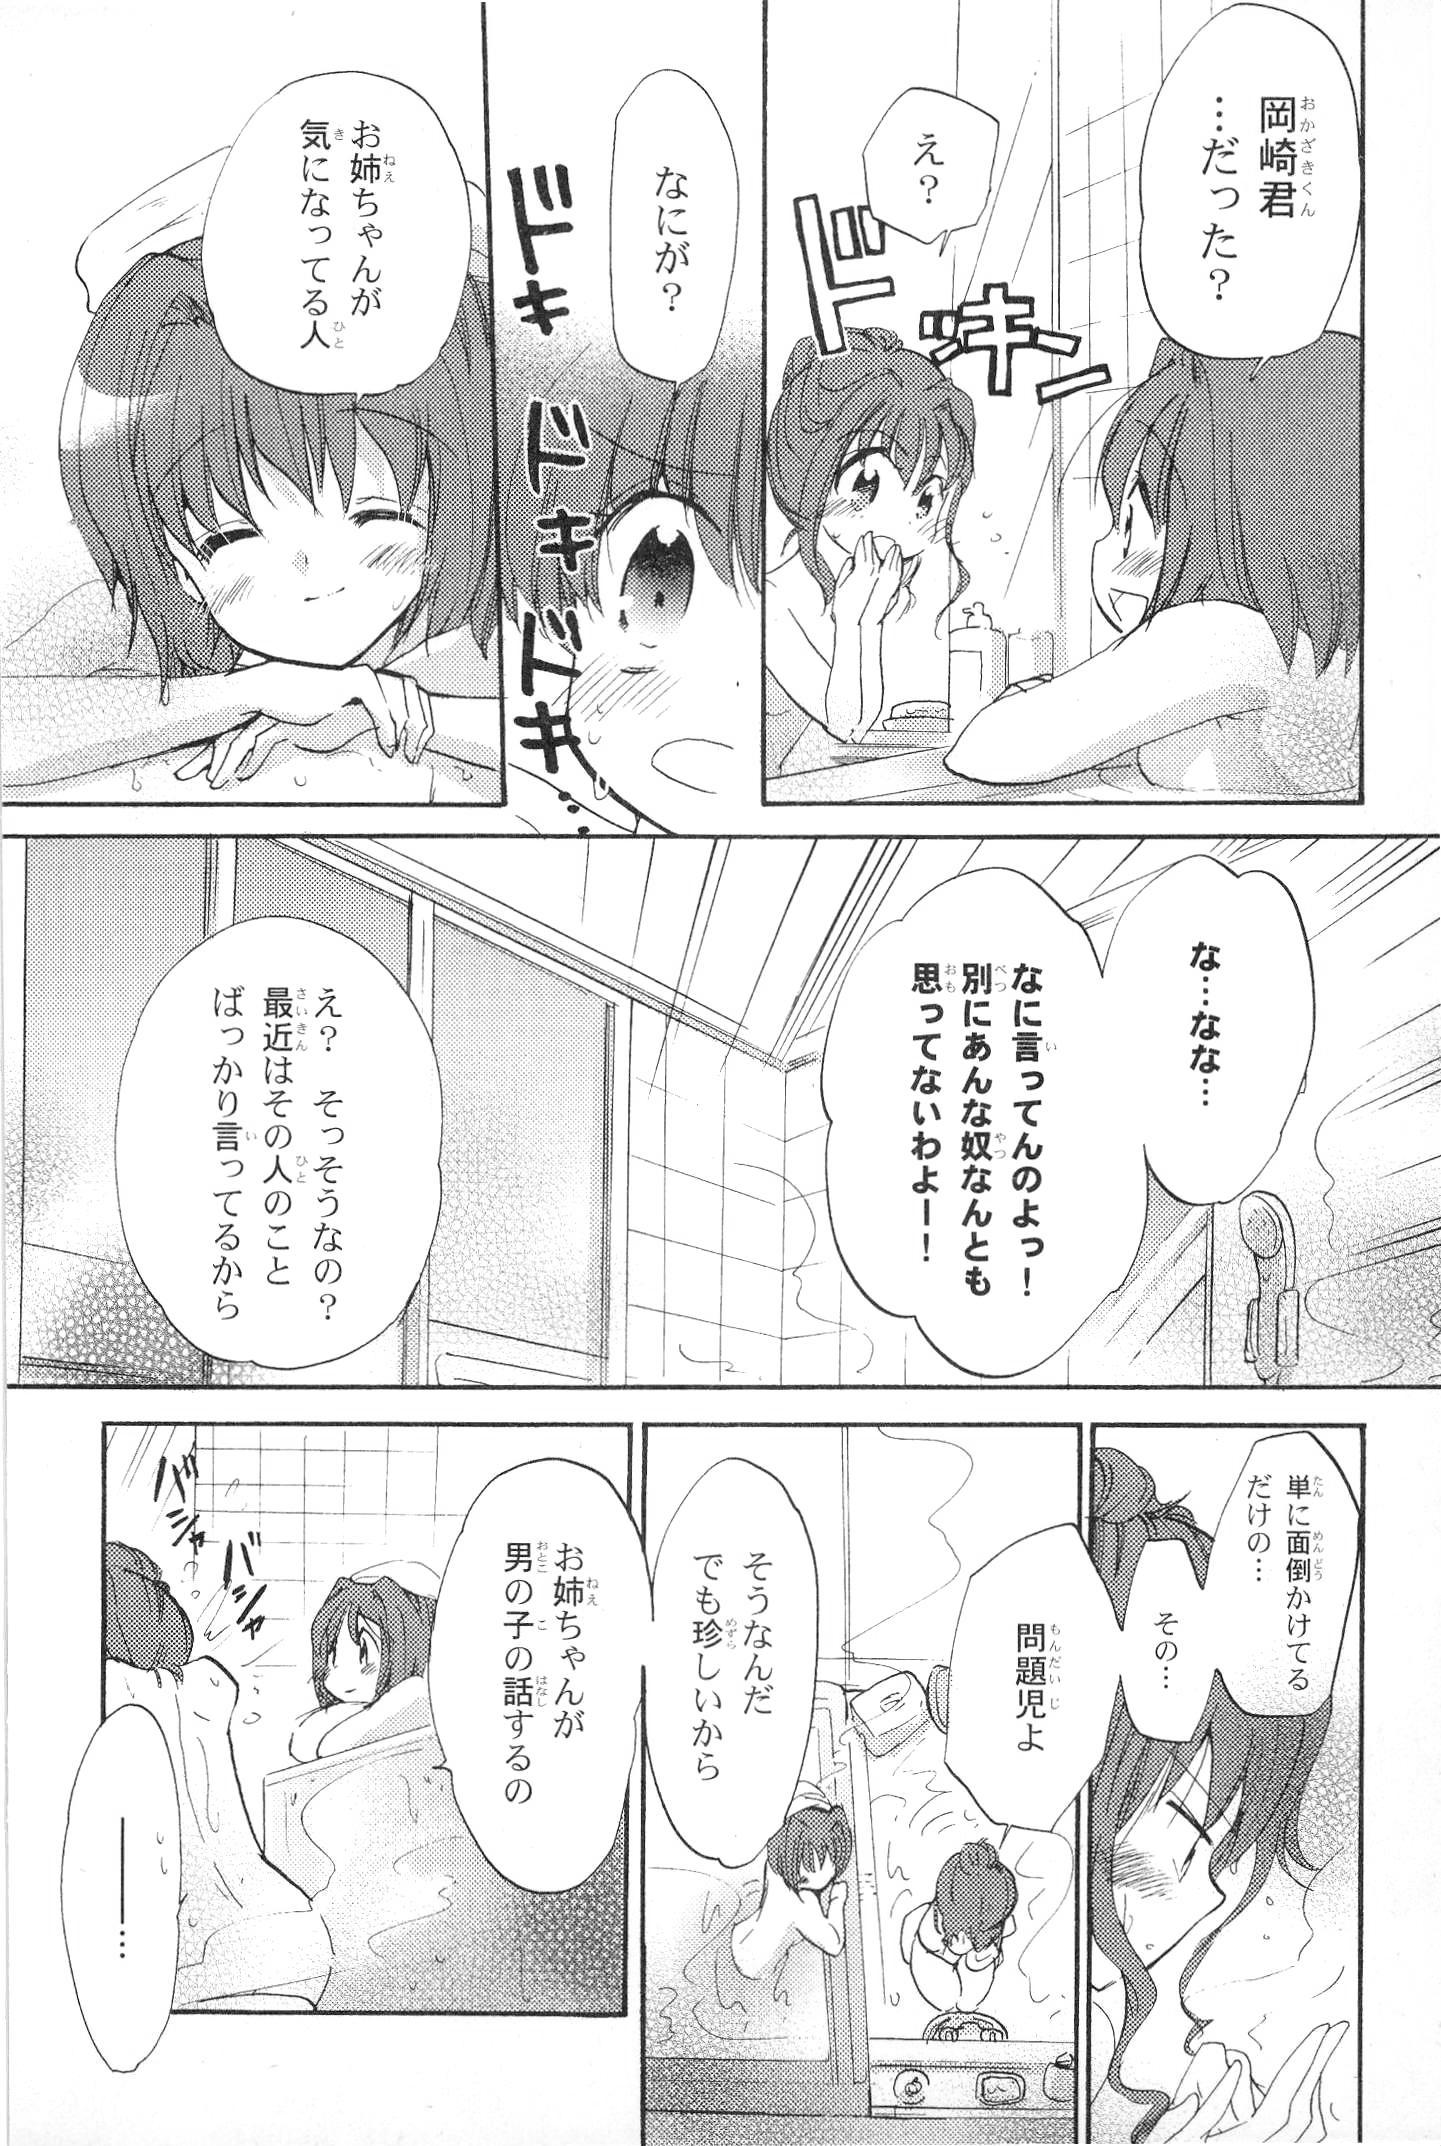 岡崎君
…だった？
え？
ドッキーン
なにが？
ドキ
ドキ
ドキ
お姉ちゃんが
気になってる人
な…なな…
なに言ってんのよっ！
別にあんな奴なんとも
思ってないわよー！
え？　そっそうなの？
最近はその人のこと
ばっかり言ってるから
単に面倒かけてる
だけの…
その…
問題児よ
そうなんだ
でも珍しいから
お姉ちゃんが
男の子の話するの
バシャ
バシャ
――…